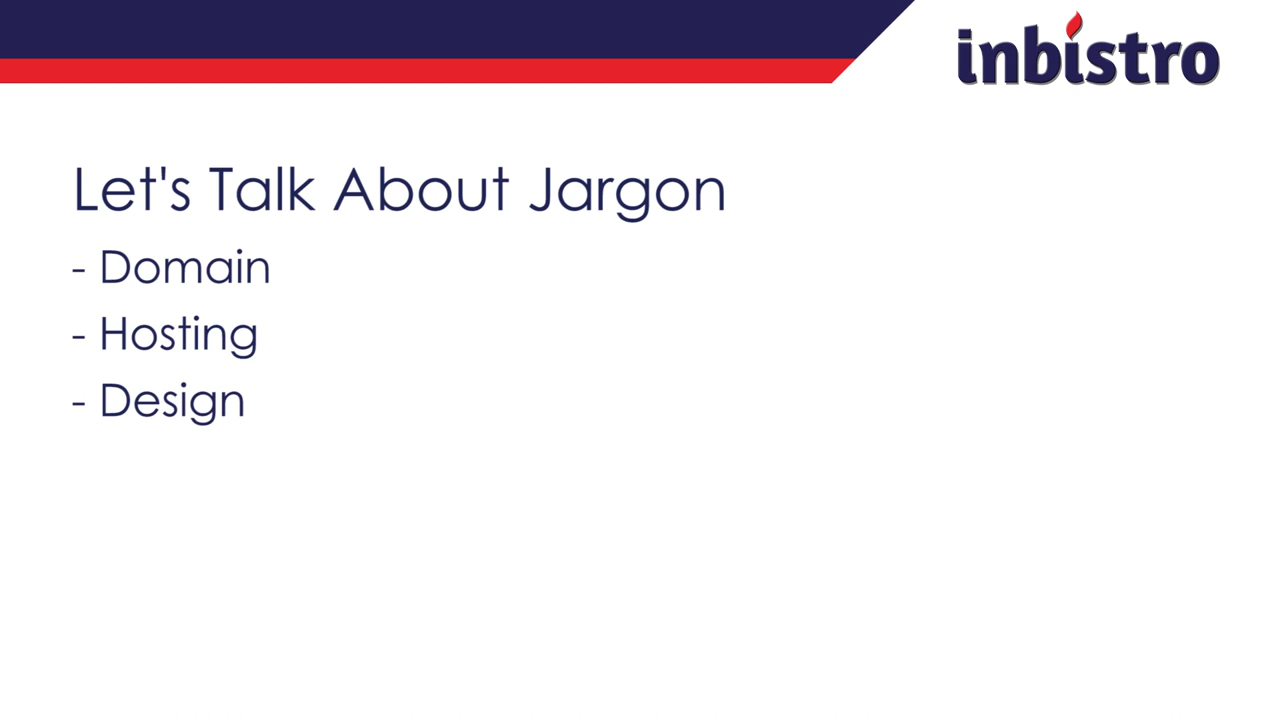 inbistro
Let's Talk About Jargon
- Domain
- Hosting
- Design